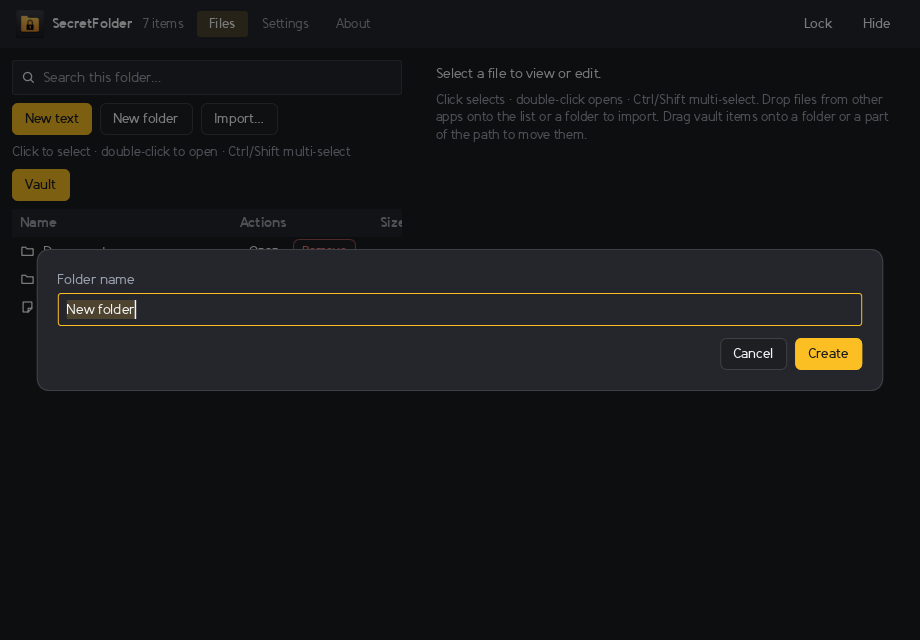 SecretFolder 7 items Files Settings About Lock Hide
Search this folder...
New text New folder Import...
Click to select · double-click to open · Ctrl/Shift multi-select
Vault
Name Actions Size
Select a file to view or edit.
Click selects · double-click opens · Ctrl/Shift multi-select. Drop files from other
apps onto the list or a folder to import. Drag vault items onto a folder or a part
of the path to move them.
Folder name
New folder
Cancel Create